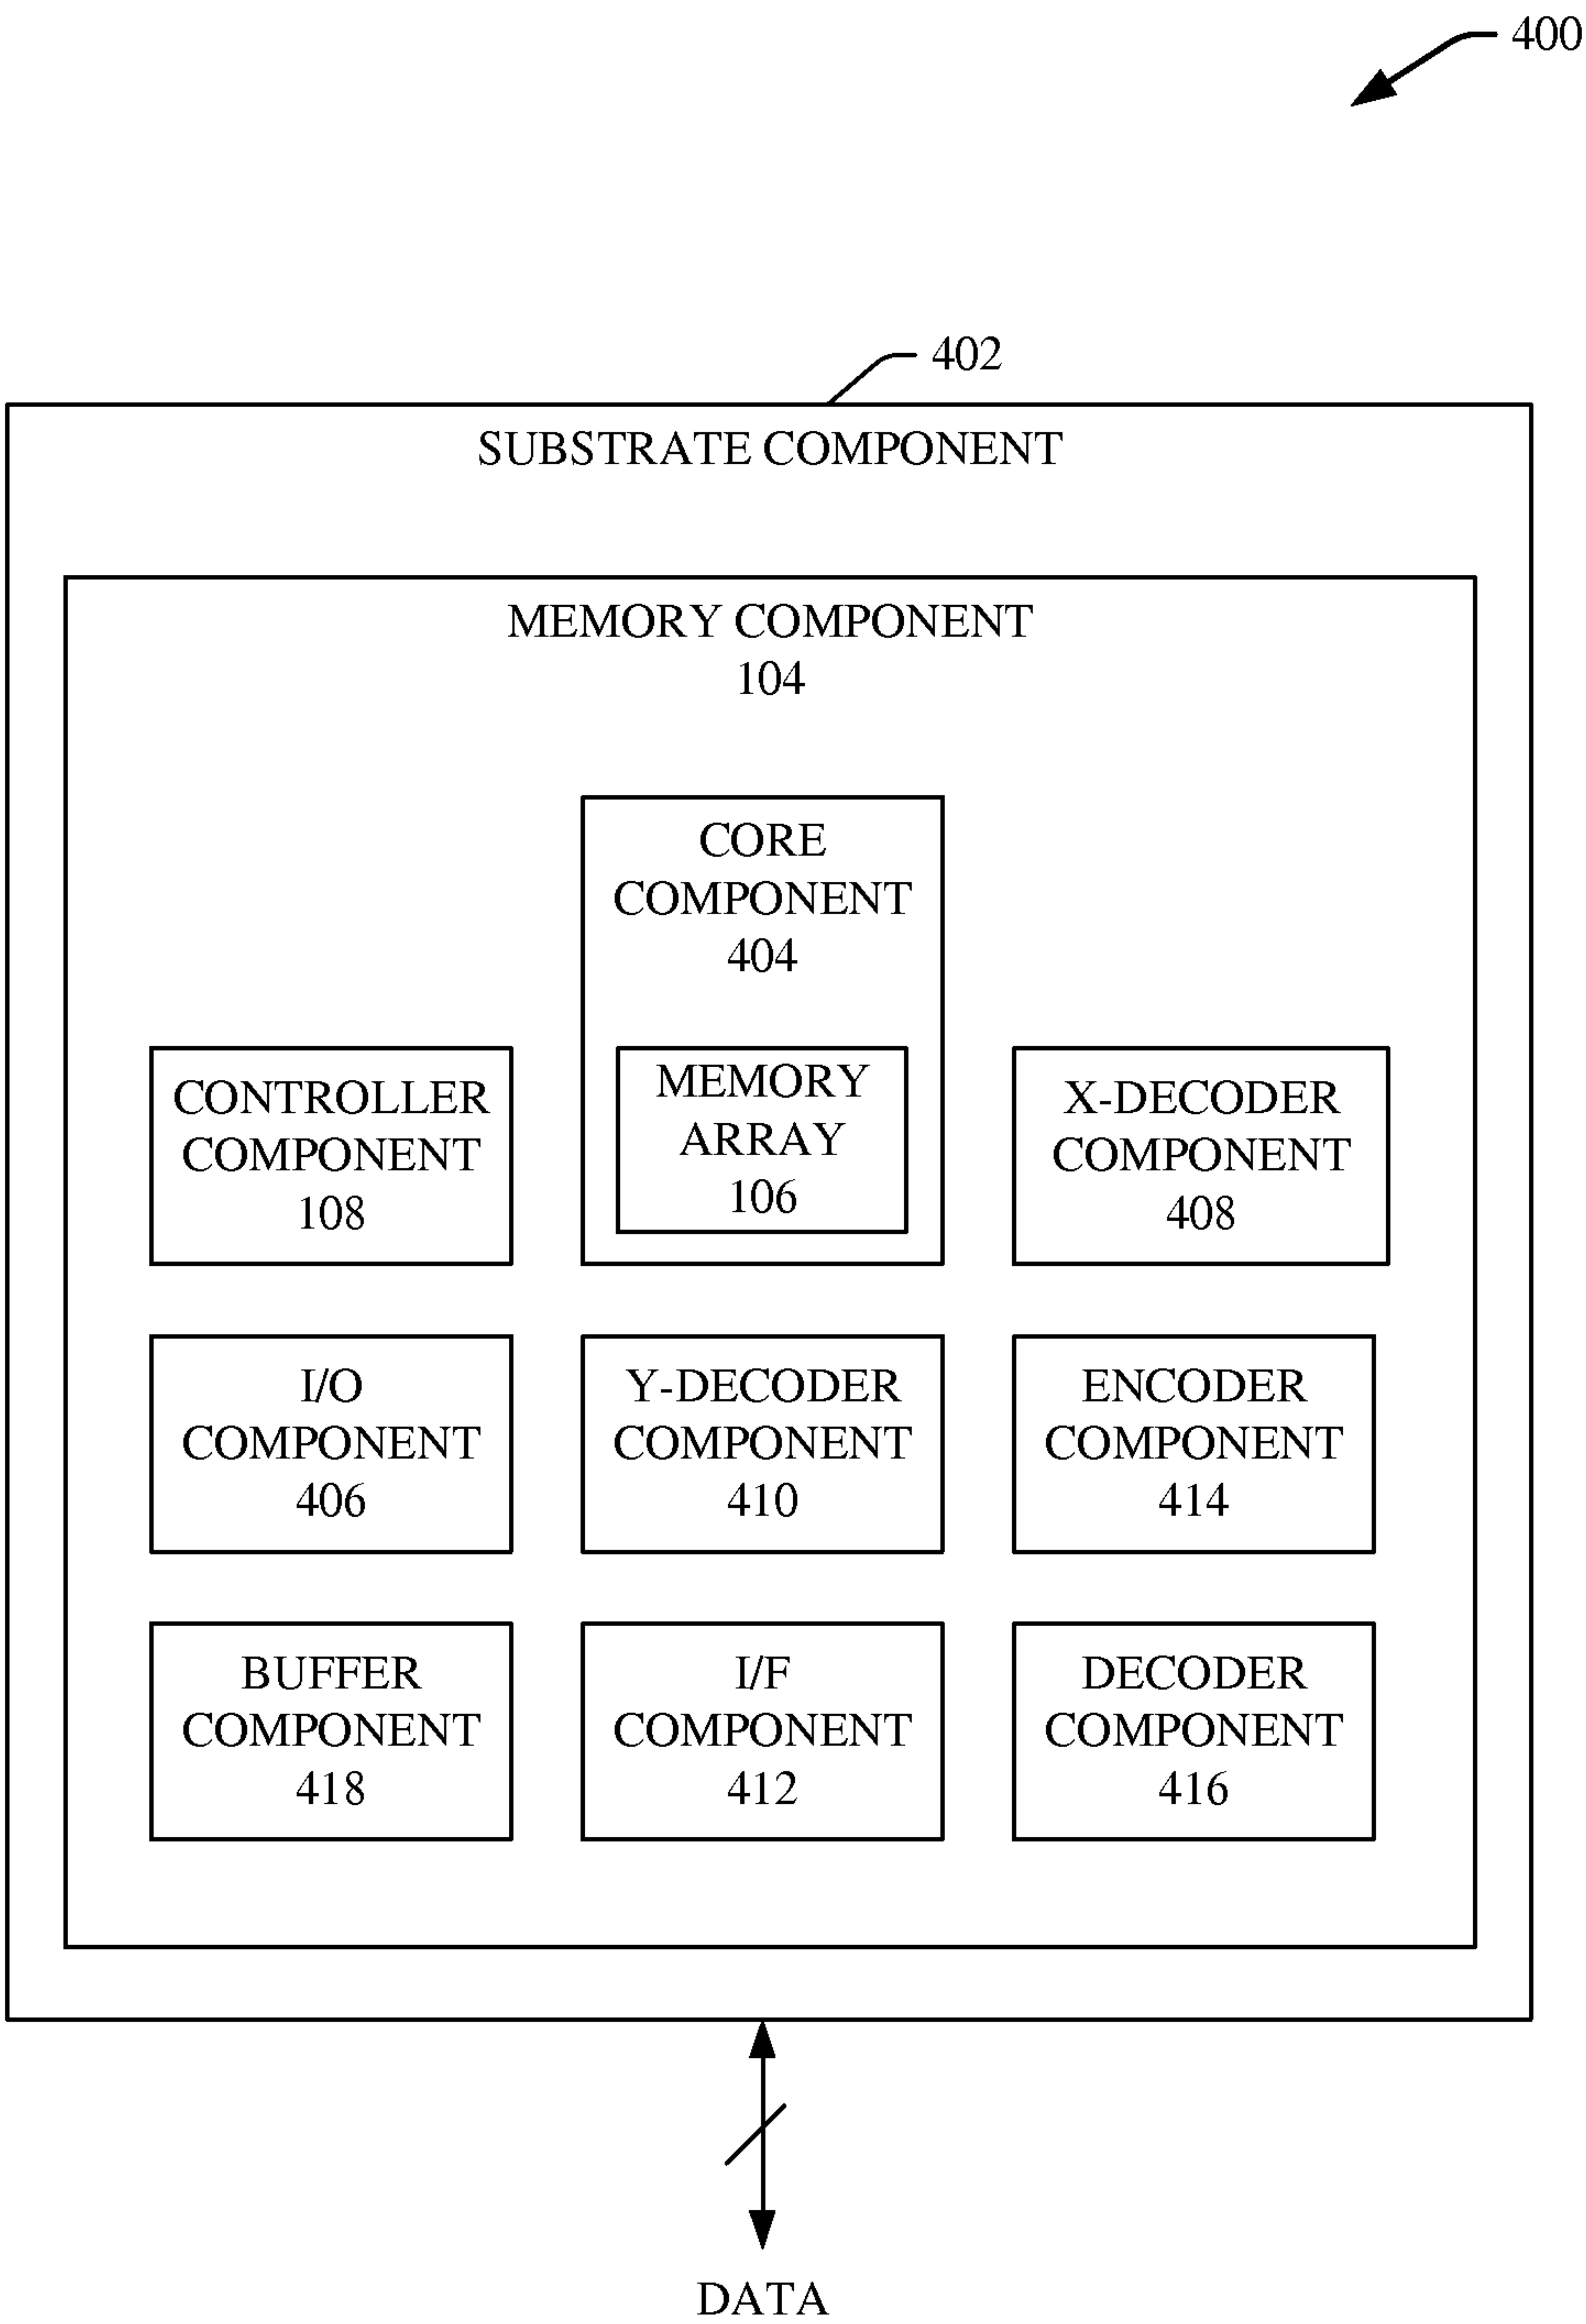 400
402
SUBSTRATE COMPONENT
MEMORY COMPONENT
104
CORE
COMPONENT
404
MEMORY
ARRAY
106
CONTROLLER
COMPONENT
108
X-DECODER
COMPONENT
408
I/O
COMPONENT
406
Y-DECODER
COMPONENT
410
ENCODER
COMPONENT
414
BUFFER
COMPONENT
418
I/F
COMPONENT
412
DECODER
COMPONENT
416
DATA